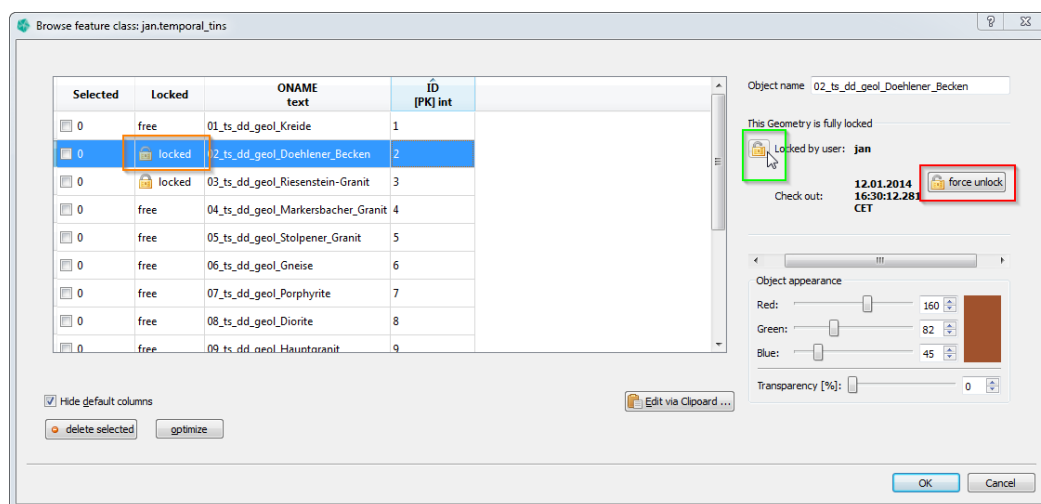 Browse feature class: jan.temporal_tins
Selected Locked ONAME text ID [PK] int
0 free 01_ts_dd_geol_Kreide 1
0 locked 02_ts_dd_geol_Doehlener_Becken 2
0 locked 03_ts_dd_geol_Riesenstein-Granit 3
0 free 04_ts_dd_geol_Markersbacher_Granit 4
0 free 05_ts_dd_geol_Stolpener_Granit 5
0 free 06_ts_dd_geol_Gneise 6
0 free 07_ts_dd_geol_Porphyrite 7
0 free 08_ts_dd_geol_Diorite 8
0 free 09_ts_dd_geol_Hauptgranit 9
Hide default columns
Edit via Clipoard ...
delete selected optimize
Object name 02_ts_dd_geol_Doehlener_Becken
This Geometry is fully locked
Locked by user: jan
Check out: 12.01.2014
16:30:12.281
CET
force unlock
Object appearance
Red: 160
Green: 82
Blue: 45
Transparency [%]: 0
OK Cancel